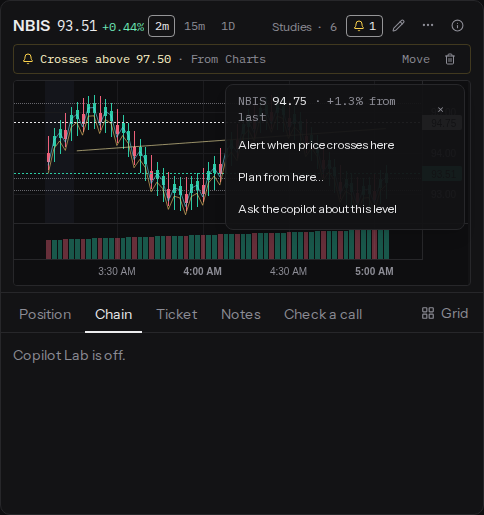 NBIS 93.51 +0.44% 2m 15m 1D Studies · 6 1
Crosses above 97.50 · From Charts Move
NBIS 94.75 · +1.3% from
last
×
94.75
Alert when price crosses here
Plan from here...
Ask the copilot about this level
3:30 AM 4:00 AM 4:30 AM 5:00 AM
Position Chain Ticket Notes Check a call Grid
Copilot Lab is off.